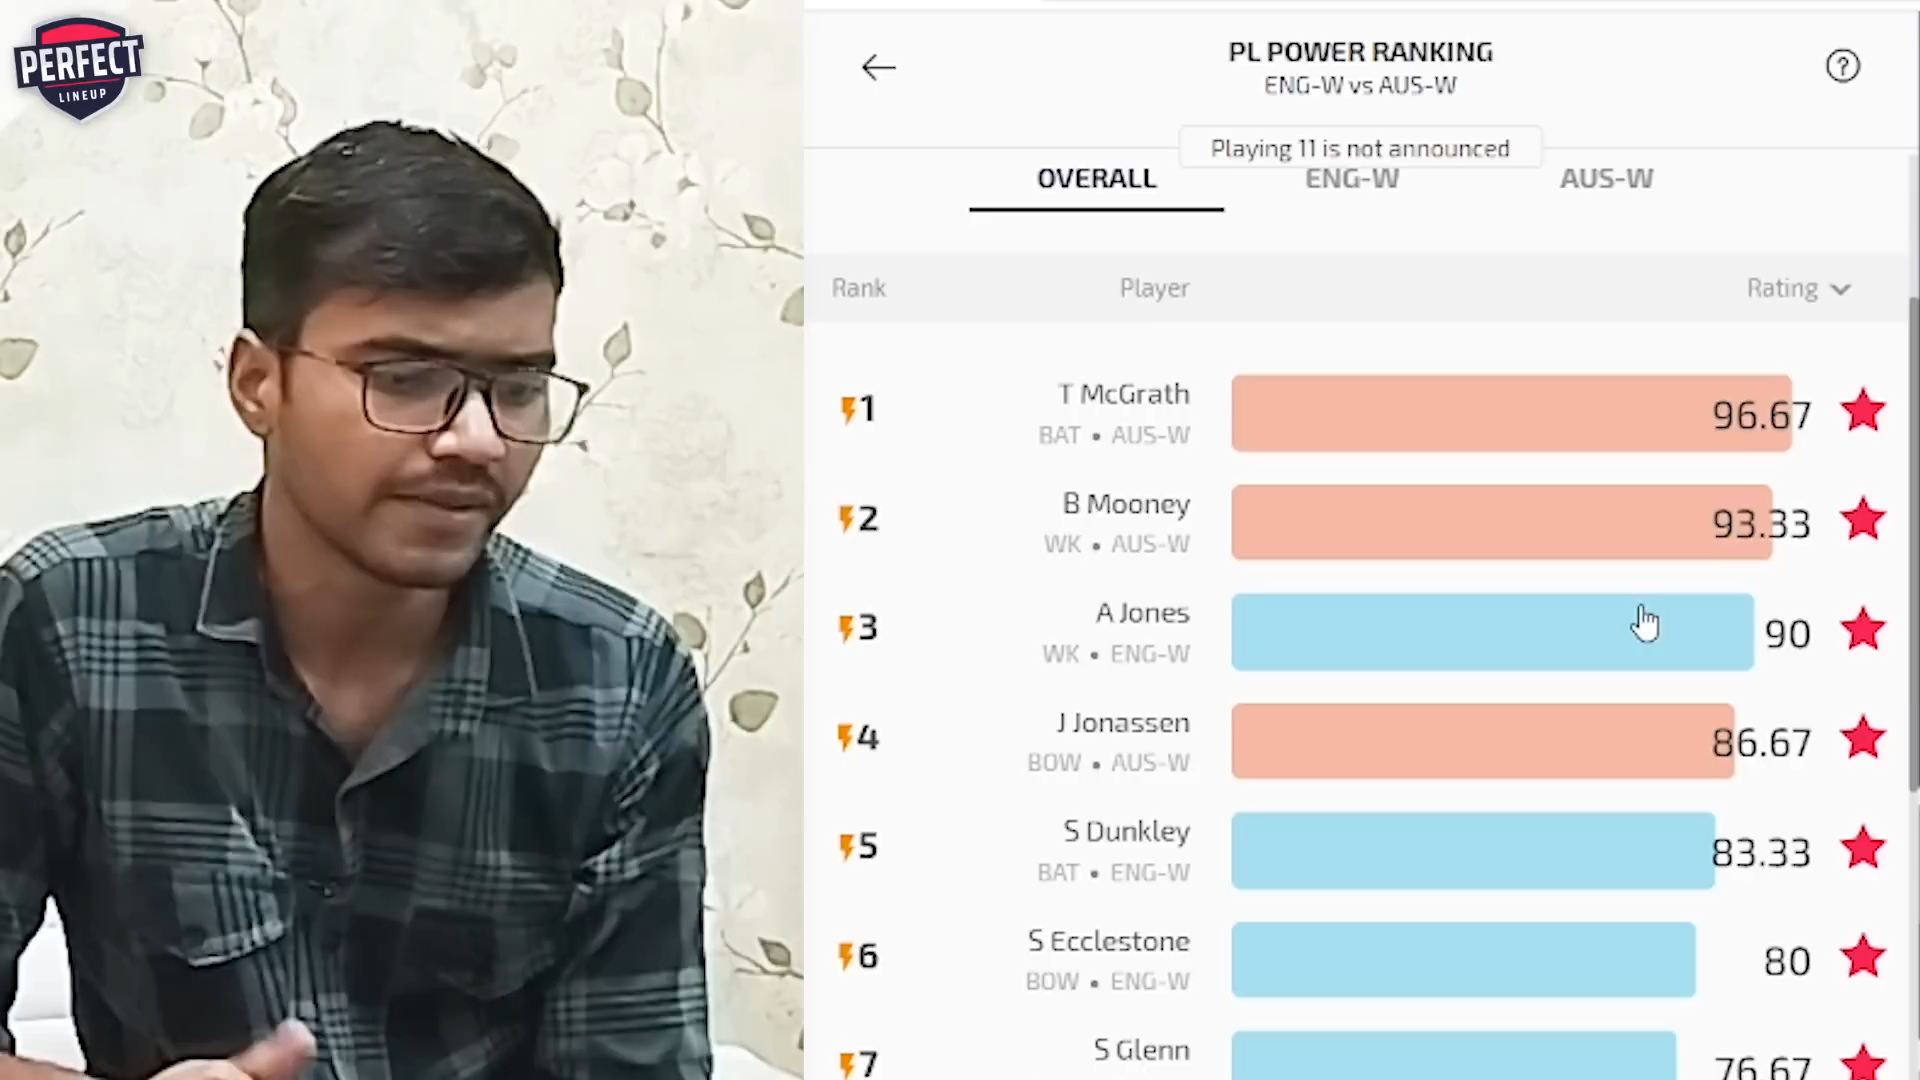 PERFECT
LINEUP
PL POWER RANKING
ENG-W vs AUS-W
Playing 11 is not announced
OVERALL ENG-W AUS-W
Rank Player Rating
1 T McGrath 96.67
BAT • AUS-W
2 B Mooney 93.33
WK • AUS-W
3 A Jones 90
WK • ENG-W
4 J Jonassen 86.67
BOW • AUS-W
5 S Dunkley 83.33
BAT • ENG-W
6 S Ecclestone 80
BOW • ENG-W
7 S Glenn 76.67